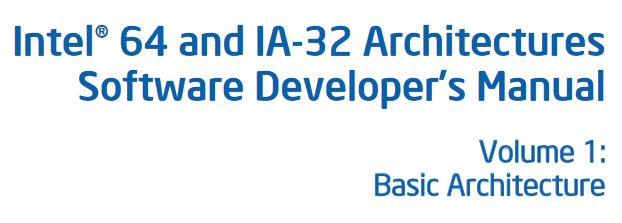 Intel® 64 and IA-32 Architectures
Software Developer's Manual
Volume 1:
Basic Architecture